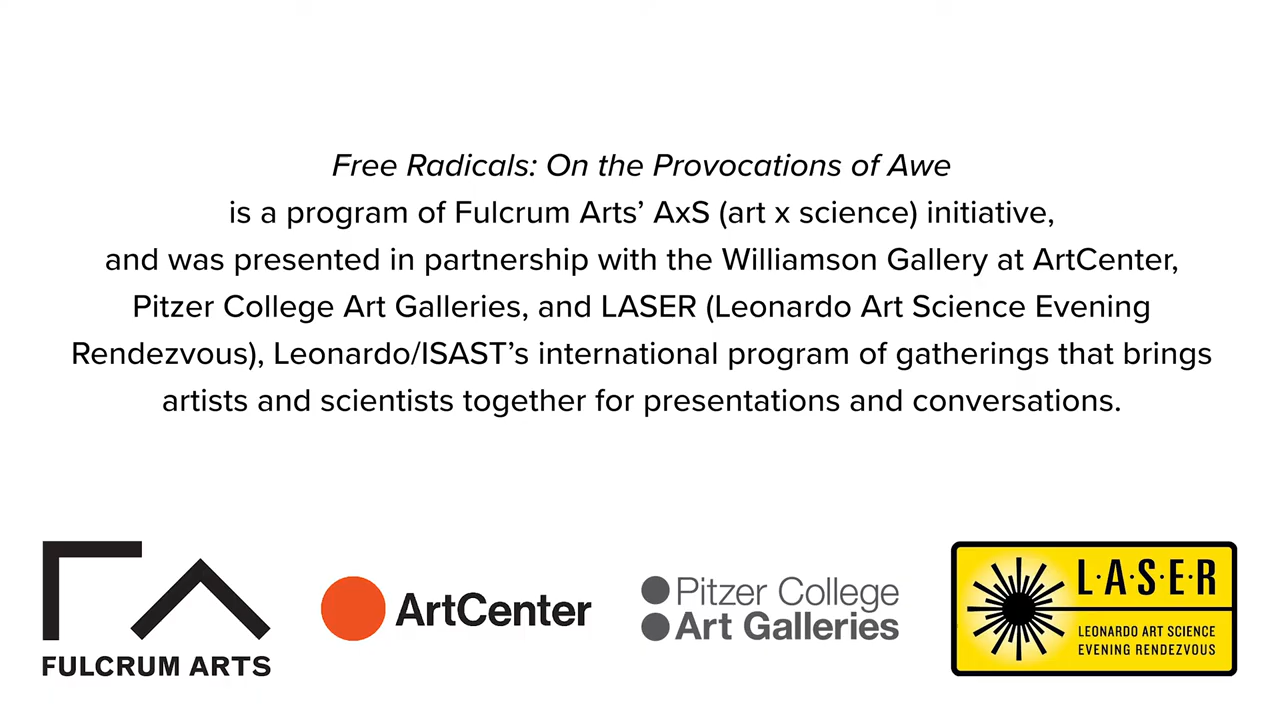 Free Radicals: On the Provocations of Awe
is a program of Fulcrum Arts’ AxS (art x science) initiative,
and was presented in partnership with the Williamson Gallery at ArtCenter,
Pitzer College Art Galleries, and LASER (Leonardo Art Science Evening
Rendezvous), Leonardo/ISAST’s international program of gatherings that brings
artists and scientists together for presentations and conversations.
FULCRUM ARTS
ArtCenter
Pitzer College
Art Galleries
L·A·S·E·R
LEONARDO ART SCIENCE
EVENING RENDEZVOUS